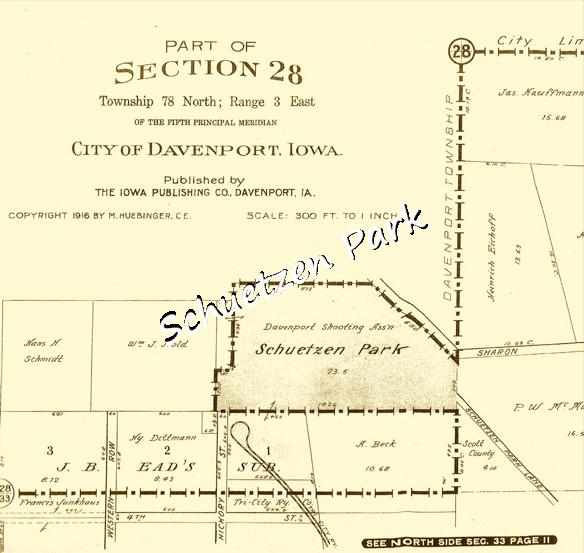 PART OF
SECTION 28
Township 78 North; Range 3 East
OF THE FIFTH PRINCIPAL MERIDIAN
CITY OF DAVENPORT, IOWA.
Published by
THE IOWA PUBLISHING CO., DAVENPORT, IA.
COPYRIGHT 1916 BY M. HUEBINGER, C.E.
SCALE: 300 FT. TO 1 INCH
Schuetzen Park
28
City Lim
Jas. Kauffmann
15.68
DAVENPORT TOWNSHIP
Heinrich Eichoff
13.63
SHARON
Hans H.
Schmidt
Wm J.
Davenport Shooting Ass'n
Schuetzen Park
23.5
P.W. McM
SCHUETZEN PARK LANE
Scott
County
4.10
Hy. Dittmann
3
2
1
J. B.
EAD'S
SUB.
8.72
8.43
A. Beck
10.68
WESTERN
ROW
HICKORY
ST.
28
33
Francis Junkhaus
Tri-City Ry.
4TH
ST.
SEE NORTH SIDE SEC. 33 PAGE 11